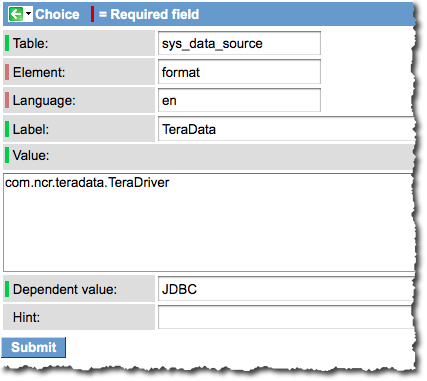 Choice = Required field
Table: sys_data_source
Element: format
Language: en
Label: TeraData
Value:
com.ncr.teradata.TeraDriver
Dependent value: JDBC
Hint:
Submit